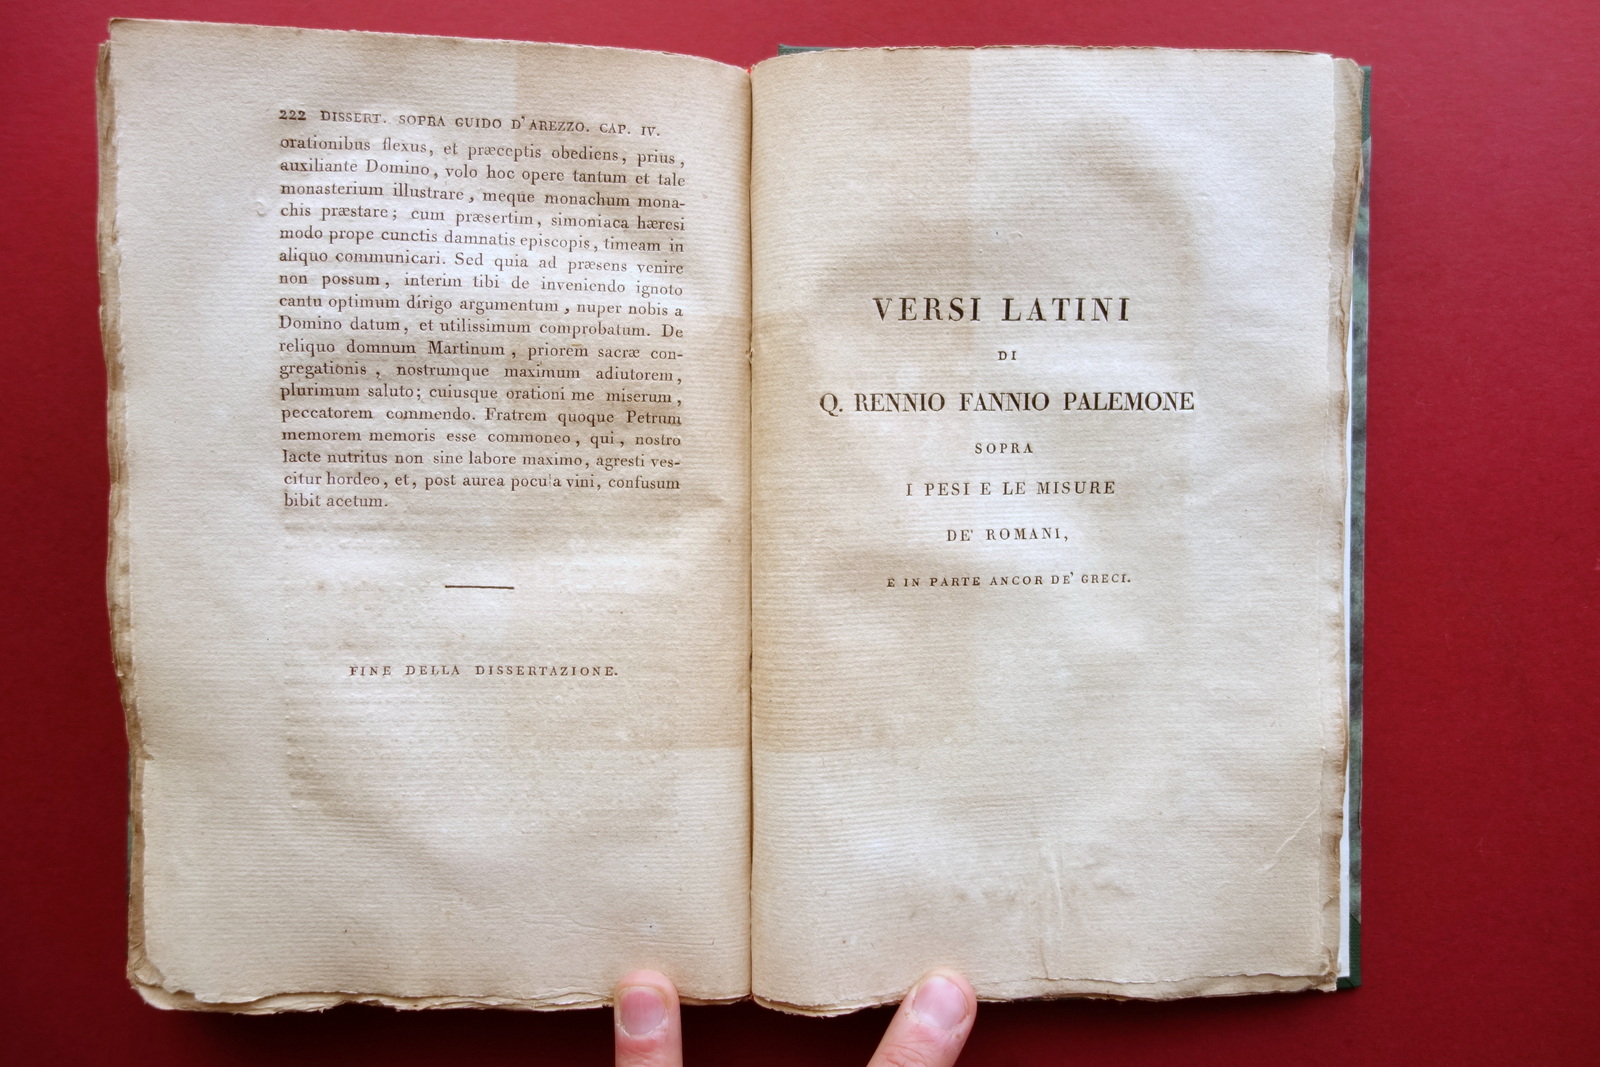 222 DISSERT. SOPRA GUIDO D'AREZZO. CAP. IV.
orationibus flexus, et præceptis obediens, prius,
auxiliante Domino, volo hoc opere tantum et tale
monasterium illustrare, meque monachum mona-
chis præstare; cum præsertim, simoniaca hæresi
modo prope cunctis damnatis episcopis, timeam in
aliquo communicari. Sed quia ad præsens venire
non possum, interim tibi de inveniendo ignoto
cantu optimum dirigo argumentum, nuper nobis a
Domino datum, et utilissimum comprobatum. De
reliquo domnum Martinum, priorem sacræ con-
gregationis, nostrumque maximum adiutorem,
plurimum saluto; cuiusque orationi me miserum,
peccatorem commendo. Fratrem quoque Petrum
memorem memoris esse commoneo, qui, nostro
lacte nutritus non sine labore maximo, agresti ves-
citur hordeo, et, post aurea pocula vini, confusum
bibit acetum.
FINE DELLA DISSERTAZIONE.
VERSI LATINI
DI
Q. RENNIO FANNIO PALEMONE
SOPRA
I PESI E LE MISURE
DE' ROMANI,
E IN PARTE ANCOR DE' GRECI.